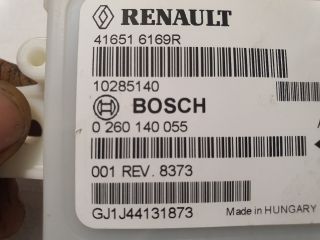 RENAULT
41651 6169R
10285140
BOSCH
0 260 140 055
001 REV. 8373
GJ1J44131873
Made in HUNGARY